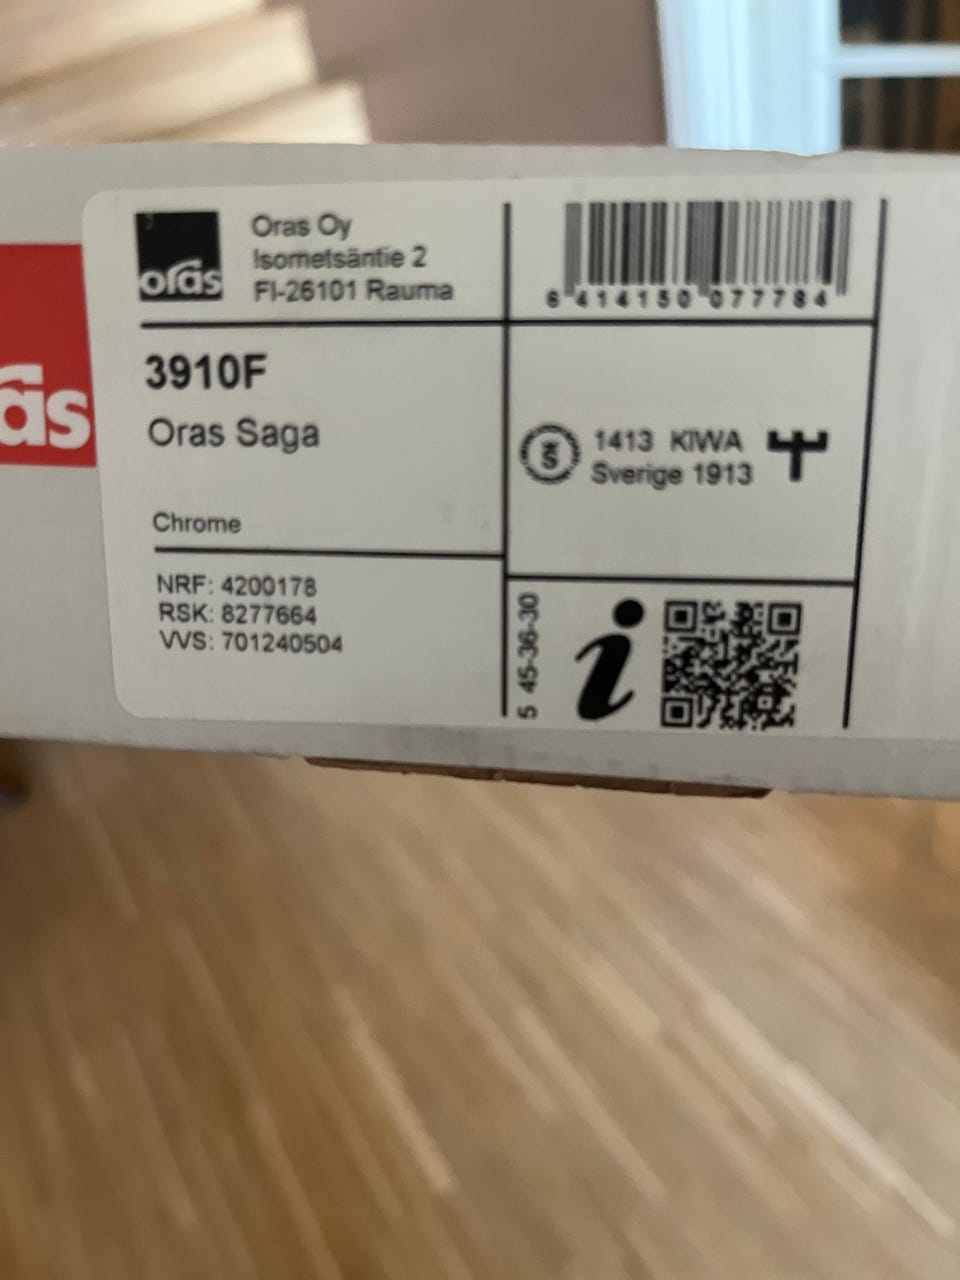 oras
Oras Oy
Isometsäntie 2
FI-26101 Rauma
6 414150 077784
ras
3910F
Oras Saga
Chrome
NRF: 4200178
RSK: 8277664
VVS: 701240504
S
1413 KIWA
Sverige 1913
5 45-36-30
i